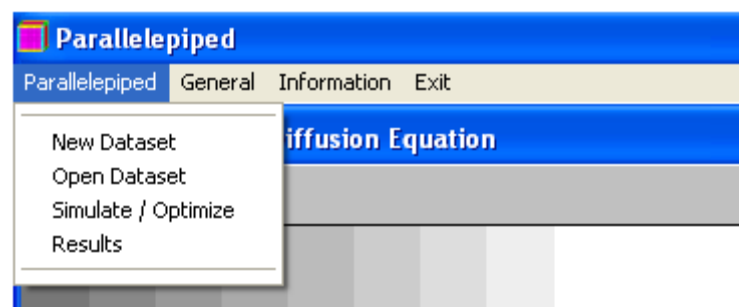 Parallelepiped
Parallelepiped General Information Exit
iffusion Equation
New Dataset
Open Dataset
Simulate / Optimize
Results